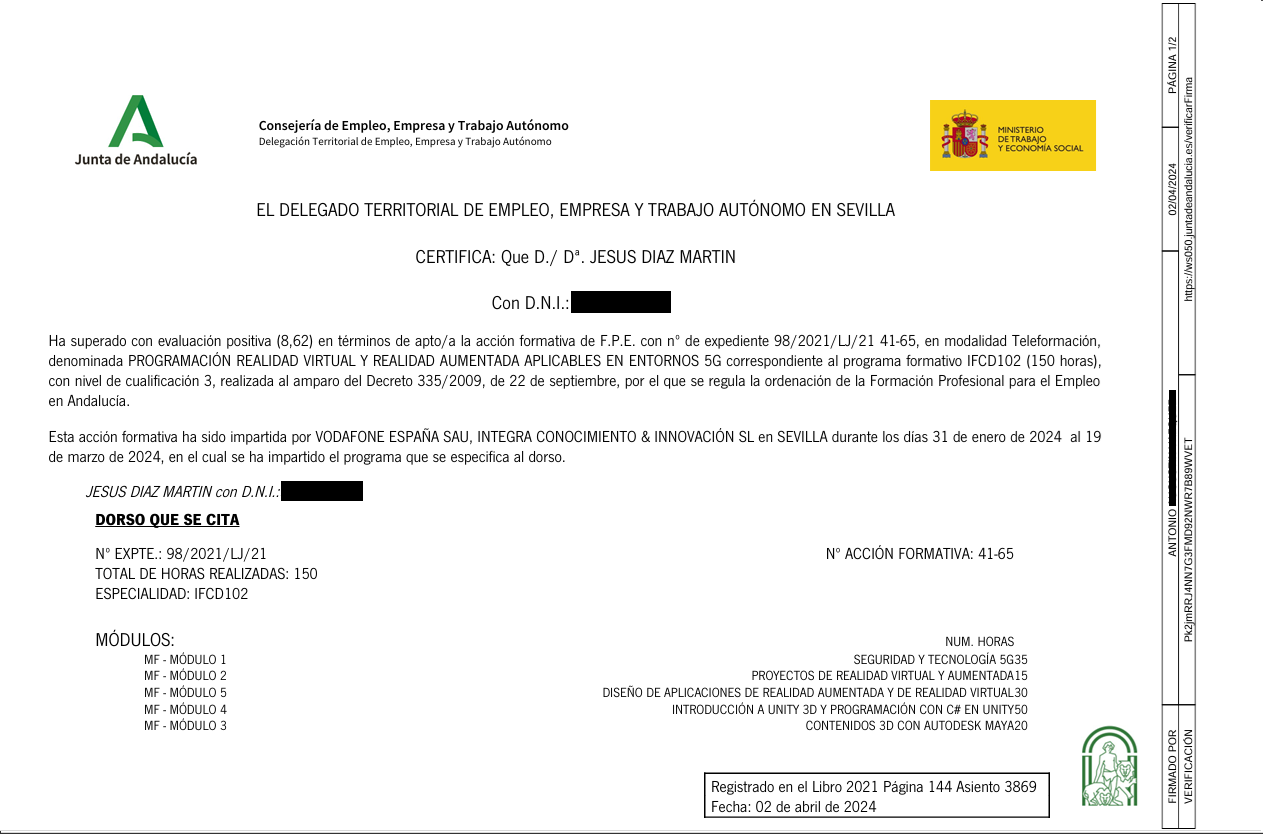 Junta de Andalucía
Consejería de Empleo, Empresa y Trabajo Autónomo
Delegación Territorial de Empleo, Empresa y Trabajo Autónomo
MINISTERIO
DE TRABAJO
Y ECONOMÍA SOCIAL
EL DELEGADO TERRITORIAL DE EMPLEO, EMPRESA Y TRABAJO AUTÓNOMO EN SEVILLA
CERTIFICA: Que D./ Dª. JESUS DIAZ MARTIN
Con D.N.I.:
Ha superado con evaluación positiva (8,62) en términos de apto/a la acción formativa de F.P.E. con n° de expediente 98/2021/LJ/21 41-65, en modalidad Teleformación,
denominada PROGRAMACIÓN REALIDAD VIRTUAL Y REALIDAD AUMENTADA APLICABLES EN ENTORNOS 5G correspondiente al programa formativo IFCD102 (150 horas),
con nivel de cualificación 3, realizada al amparo del Decreto 335/2009, de 22 de septiembre, por el que se regula la ordenación de la Formación Profesional para el Empleo
en Andalucía.
Esta acción formativa ha sido impartida por VODAFONE ESPAÑA SAU, INTEGRA CONOCIMIENTO & INNOVACIÓN SL en SEVILLA durante los días 31 de enero de 2024 al 19
de marzo de 2024, en el cual se ha impartido el programa que se especifica al dorso.
JESUS DIAZ MARTIN con D.N.I.:
DORSO QUE SE CITA
N° EXPTE.: 98/2021/LJ/21 N° ACCIÓN FORMATIVA: 41-65
TOTAL DE HORAS REALIZADAS: 150
ESPECIALIDAD: IFCD102
MÓDULOS: NUM. HORAS
MF - MÓDULO 1 SEGURIDAD Y TECNOLOGÍA 5G35
MF - MÓDULO 2 PROYECTOS DE REALIDAD VIRTUAL Y AUMENTADA15
MF - MÓDULO 5 DISEÑO DE APLICACIONES DE REALIDAD AUMENTADA Y DE REALIDAD VIRTUAL30
MF - MÓDULO 4 INTRODUCCIÓN A UNITY 3D Y PROGRAMACIÓN CON C# EN UNITY50
MF - MÓDULO 3 CONTENIDOS 3D CON AUTODESK MAYA20
Registrado en el Libro 2021 Página 144 Asiento 3869
Fecha: 02 de abril de 2024
FIRMADO POR ANTONIO 02/04/2024 PÁGINA 1/2
VERIFICACIÓN Pk2jmRRJ4NN7G3FMD92NWR7B89WVET https://ws050.juntadeandalucia.es/verificarFirma